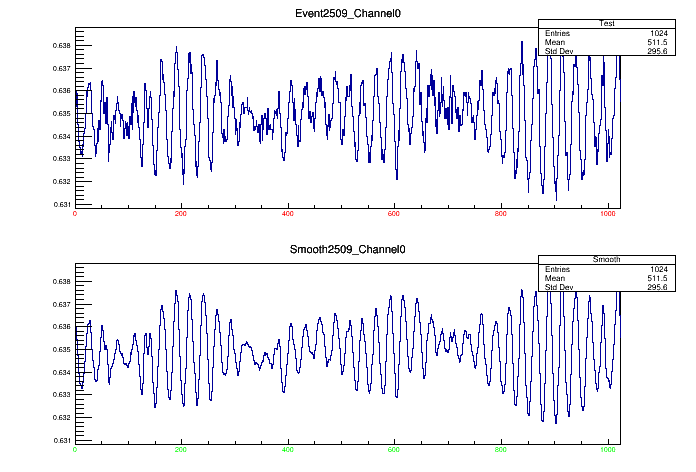 Event2509_Channel0
Test
Entries 1024
Mean 511.5
Std Dev 295.6
0.638
0.637
0.636
0.635
0.634
0.633
0.632
0.631
0 200 400 600 800 1000
Smooth2509_Channel0
Smooth
Entries 1024
Mean 511.5
Std Dev 295.6
0.638
0.637
0.636
0.635
0.634
0.633
0.632
0.631
0 200 400 600 800 1000